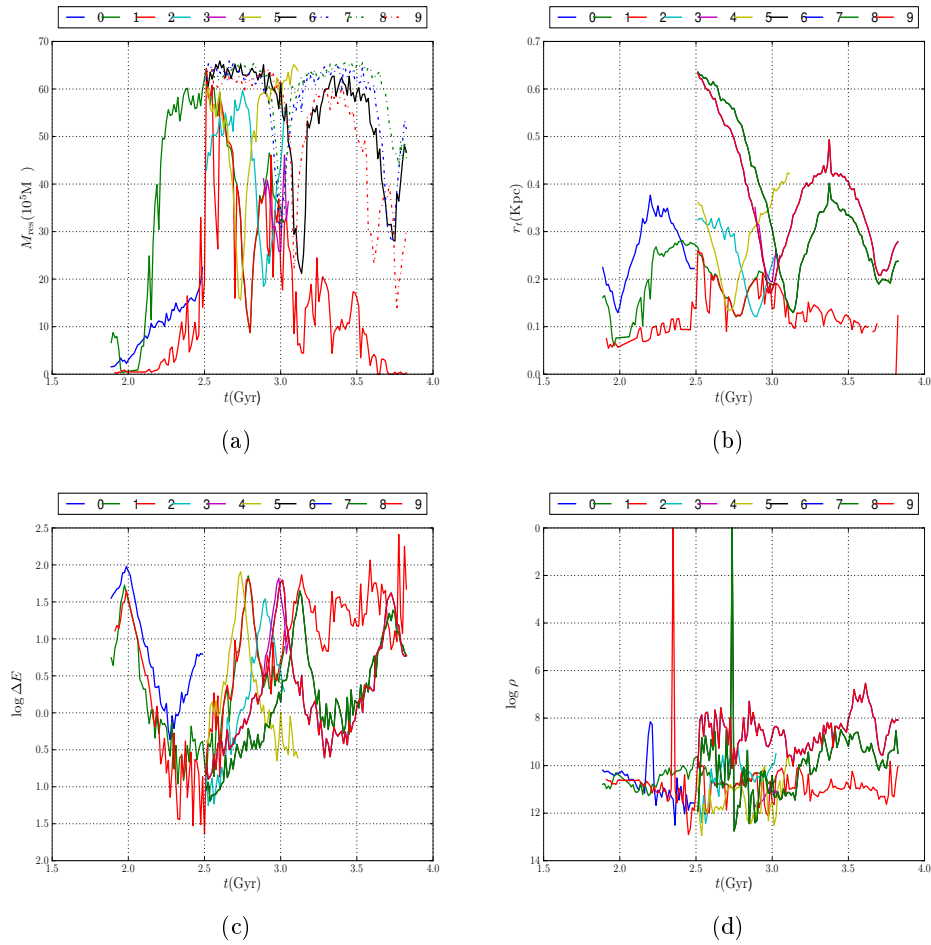 0 1 2 3 4 5 6 7 8 9
0 1 2 3 4 5 6 7 8 9
70
60
50
40
30
20
10
0
M_res(10^5M )
1.5 2.0 2.5 3.0 3.5 4.0
t(Gyr)
0.7
0.6
0.5
0.4
0.3
0.2
0.1
0.0
r_t(Kpc)
1.5 2.0 2.5 3.0 3.5 4.0
t(Gyr)
(a)
(b)
0 1 2 3 4 5 6 7 8 9
0 1 2 3 4 5 6 7 8 9
2.5
2.0
1.5
1.0
0.5
0.0
0.5
1.0
1.5
2.0
log ΔE
1.5 2.0 2.5 3.0 3.5 4.0
t(Gyr)
0
2
4
6
8
10
12
14
log ρ
1.5 2.0 2.5 3.0 3.5 4.0
t(Gyr)
(c)
(d)